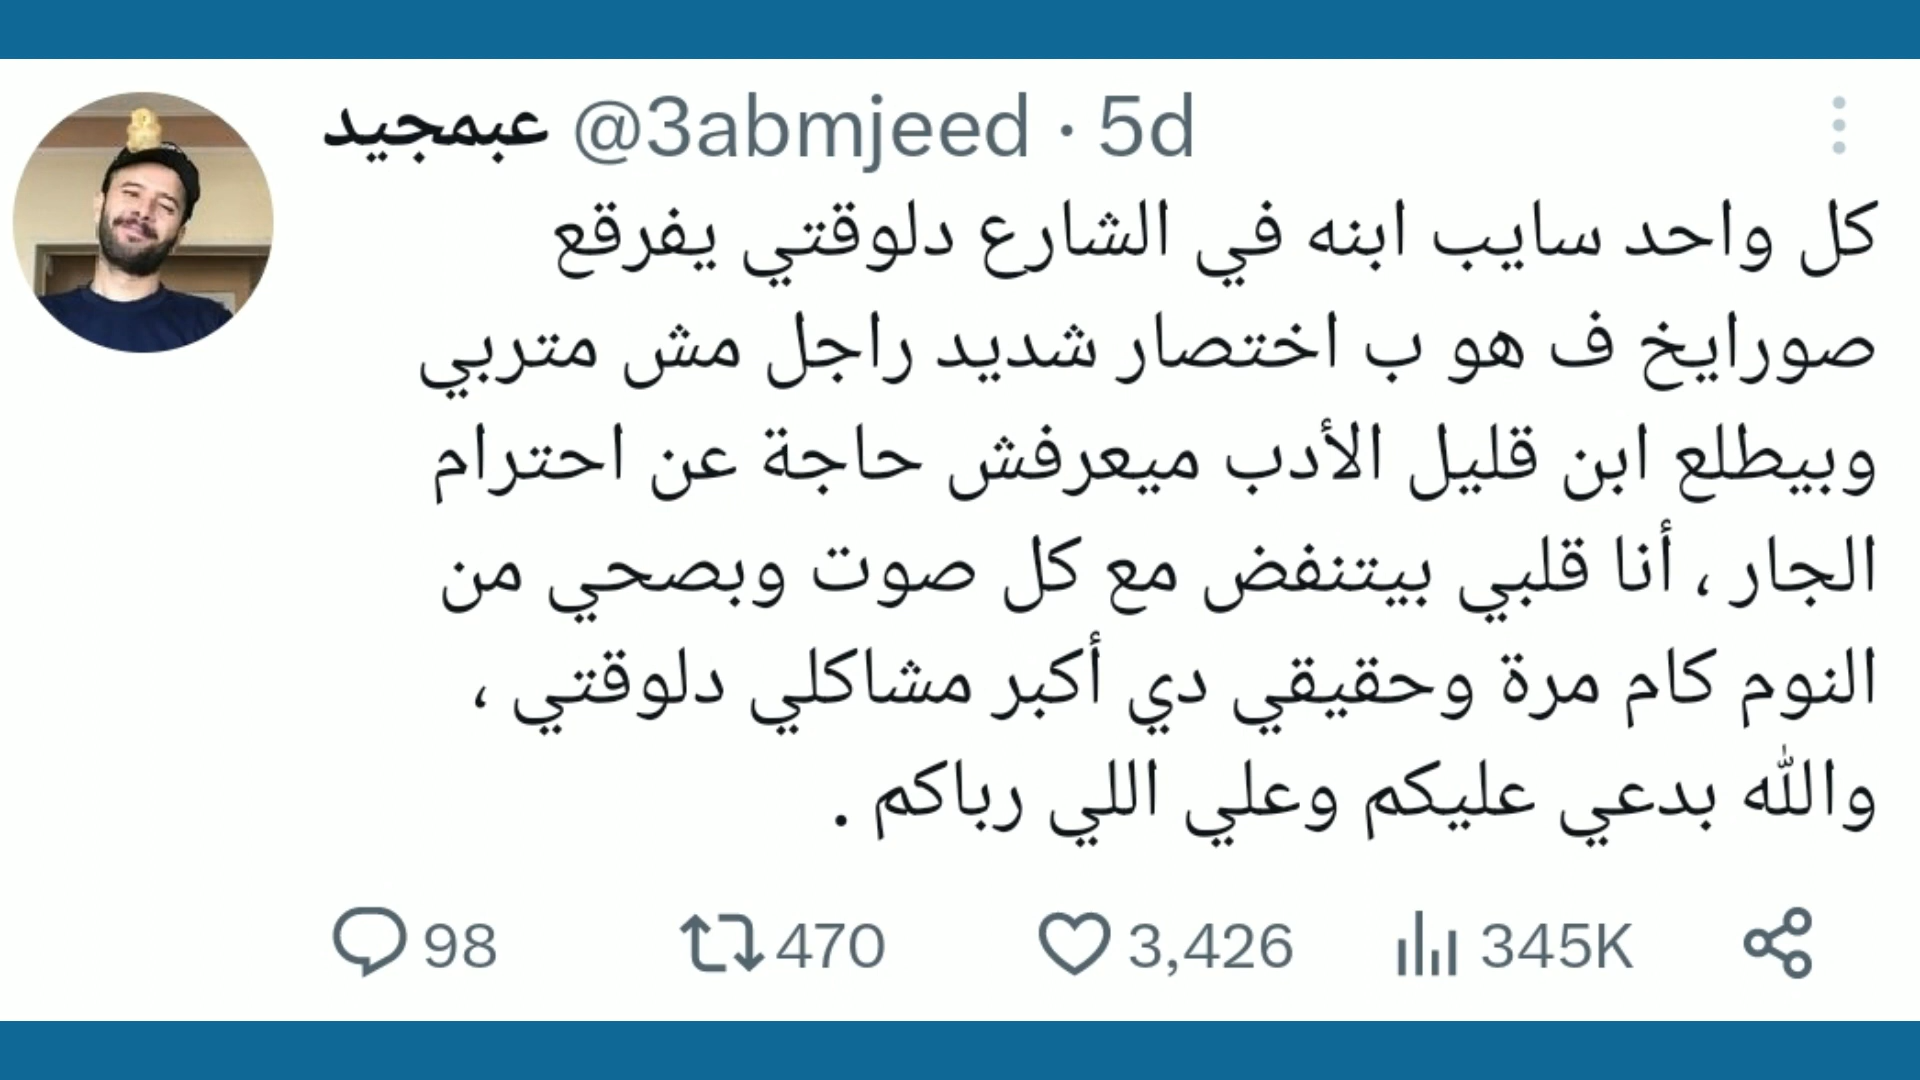 عبمجيد @3abmjeed · 5d
كل واحد سايب ابنه في الشارع دلوقتي يفرقع
صورايخ ف هو ب اختصار شديد راجل مش متربي
وبيطلع ابن قليل الأدب ميعرفش حاجة عن احترام
الجار ، أنا قلبي بيتنفض مع كل صوت وبصحي من
النوم كام مرة وحقيقي دي أكبر مشاكلي دلوقتي ،
والله بدعي عليكم وعلي اللي رباكم .
98 470 3,426 345K